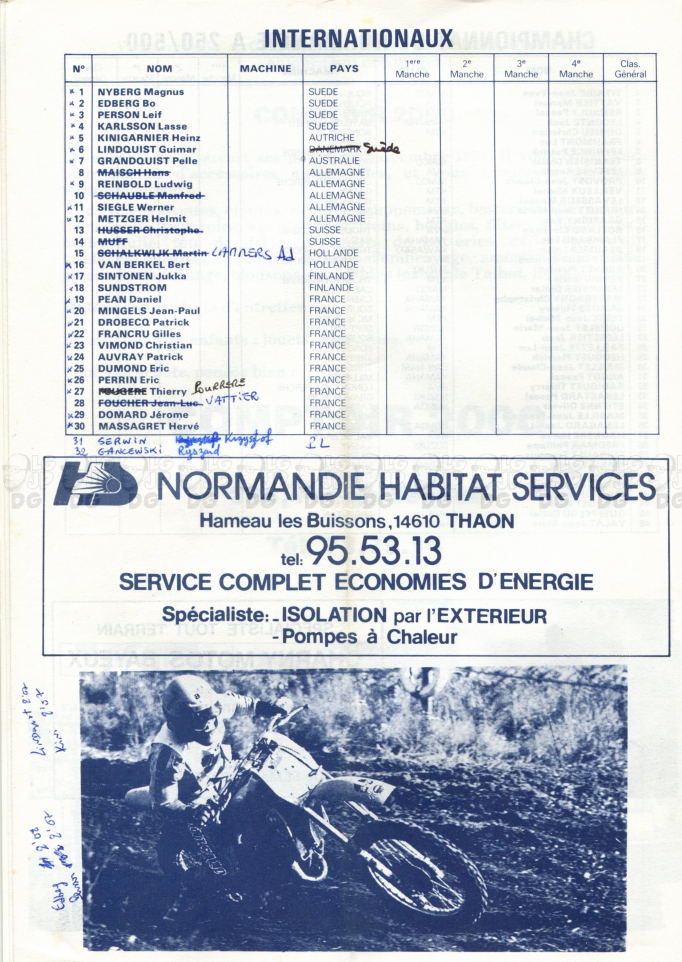 INTERNATIONAUX
N° NOM MACHINE PAYS 1ere Manche 2e Manche 3e Manche 4e Manche Clas. Général
x 1 NYBERG Magnus SUEDE
x 2 EDBERG Bo SUEDE
x 3 PERSON Leif SUEDE
x 4 KARLSSON Lasse SUEDE
x 5 KINIGARNIER Heinz AUTRICHE
x 6 LINDQUIST Guimar DANEMARK Suède
x 7 GRANDQUIST Pelle AUSTRALIE
8 MAISCH Hans ALLEMAGNE
x 9 REINBOLD Ludwig ALLEMAGNE
10 SCHAUBLE Manfred ALLEMAGNE
x 11 SIEGLE Werner ALLEMAGNE
x 12 METZGER Helmit ALLEMAGNE
13 HUSSER Christophe SUISSE
14 MUFF SUISSE
15 SCHALKWIJK Martin LAMMERS Ad HOLLANDE
x 16 VAN BERKEL Bert HOLLANDE
x 17 SINTONEN Jukka FINLANDE
x 18 SUNDSTROM FINLANDE
x 19 PEAN Daniel FRANCE
x 20 MINGELS Jean-Paul FRANCE
x 21 DROBECQ Patrick FRANCE
x 22 FRANCRU Gilles FRANCE
x 23 VIMOND Christian FRANCE
x 24 AUVRAY Patrick FRANCE
x 25 DUMOND Eric FRANCE
x 26 PERRIN Eric FRANCE
x 27 FOUGERE Thierry POURRERE FRANCE
28 FOUCHER Jean-Luc VATTIER FRANCE
x 29 DOMARD Jérome FRANCE
x 30 MASSAGRET Hervé FRANCE
31 SERWIN Krzysztof PL
32 GANCEWSKI Ryszard
NORMANDIE HABITAT SERVICES
Hameau les Buissons, 14610 THAON
tel: 95.53.13
SERVICE COMPLET ECONOMIES D'ENERGIE
Spécialiste: - ISOLATION par l'EXTERIEUR
- Pompes à Chaleur
Kini 2'07